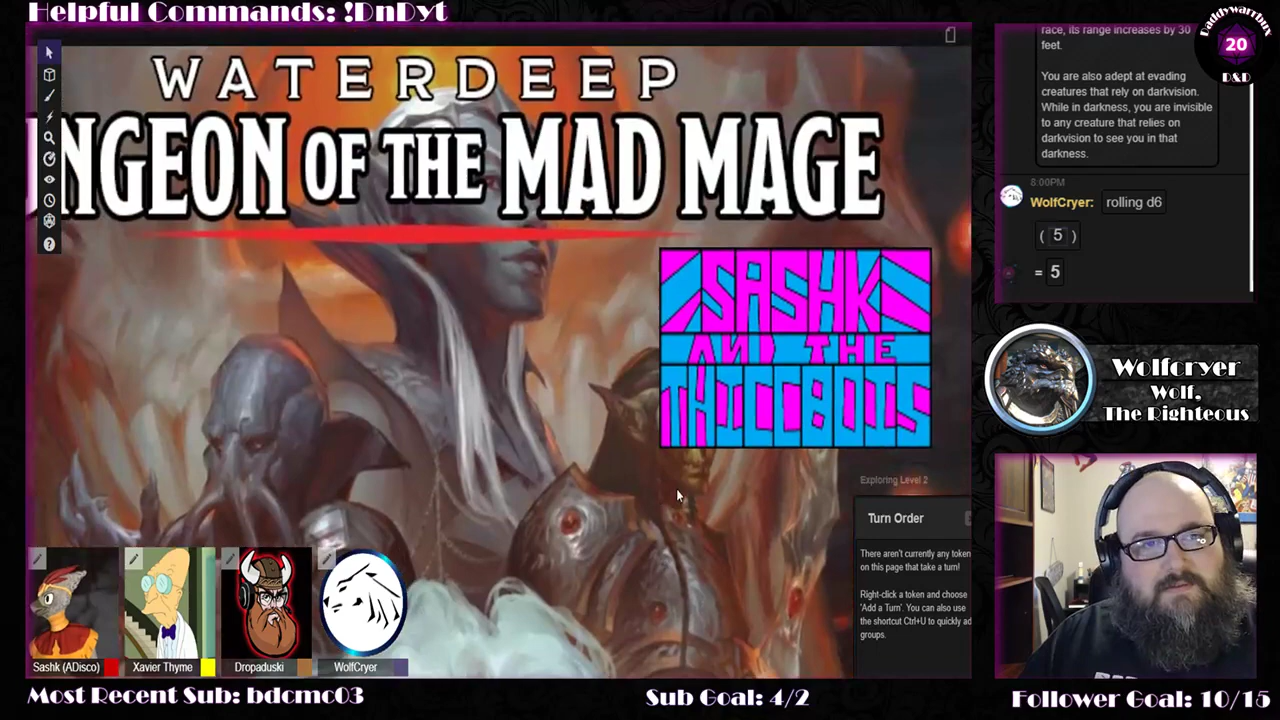 Helpful Commands: !DnDyt
WATERDEEP
NGEON OF THE MAD MAGE
SASHK
AND THE
THICCBOIS
Exploring Level 2
Turn Order
There aren't currently any token
on this page that take a turn!
Right-click a token and choose
'Add a Turn'. You can also use
the shortcut Ctrl+U to quickly ad
groups.
Sashk (ADisco)
Xavier Thyme
Dropaduski
WolfCryer
race, its range increases by 30
feet.
You are also adept at evading
creatures that rely on darkvision.
While in darkness, you are invisible
to any creature that relies on
darkvision to see you in that
darkness.
8:00PM
WolfCryer: rolling d6
( 5 )
= 5
Daddywarrbux
20
D&D
Wolfcryer
Wolf,
The Righteous
Most Recent Sub: bdcmc03
Sub Goal: 4/2
Follower Goal: 10/15